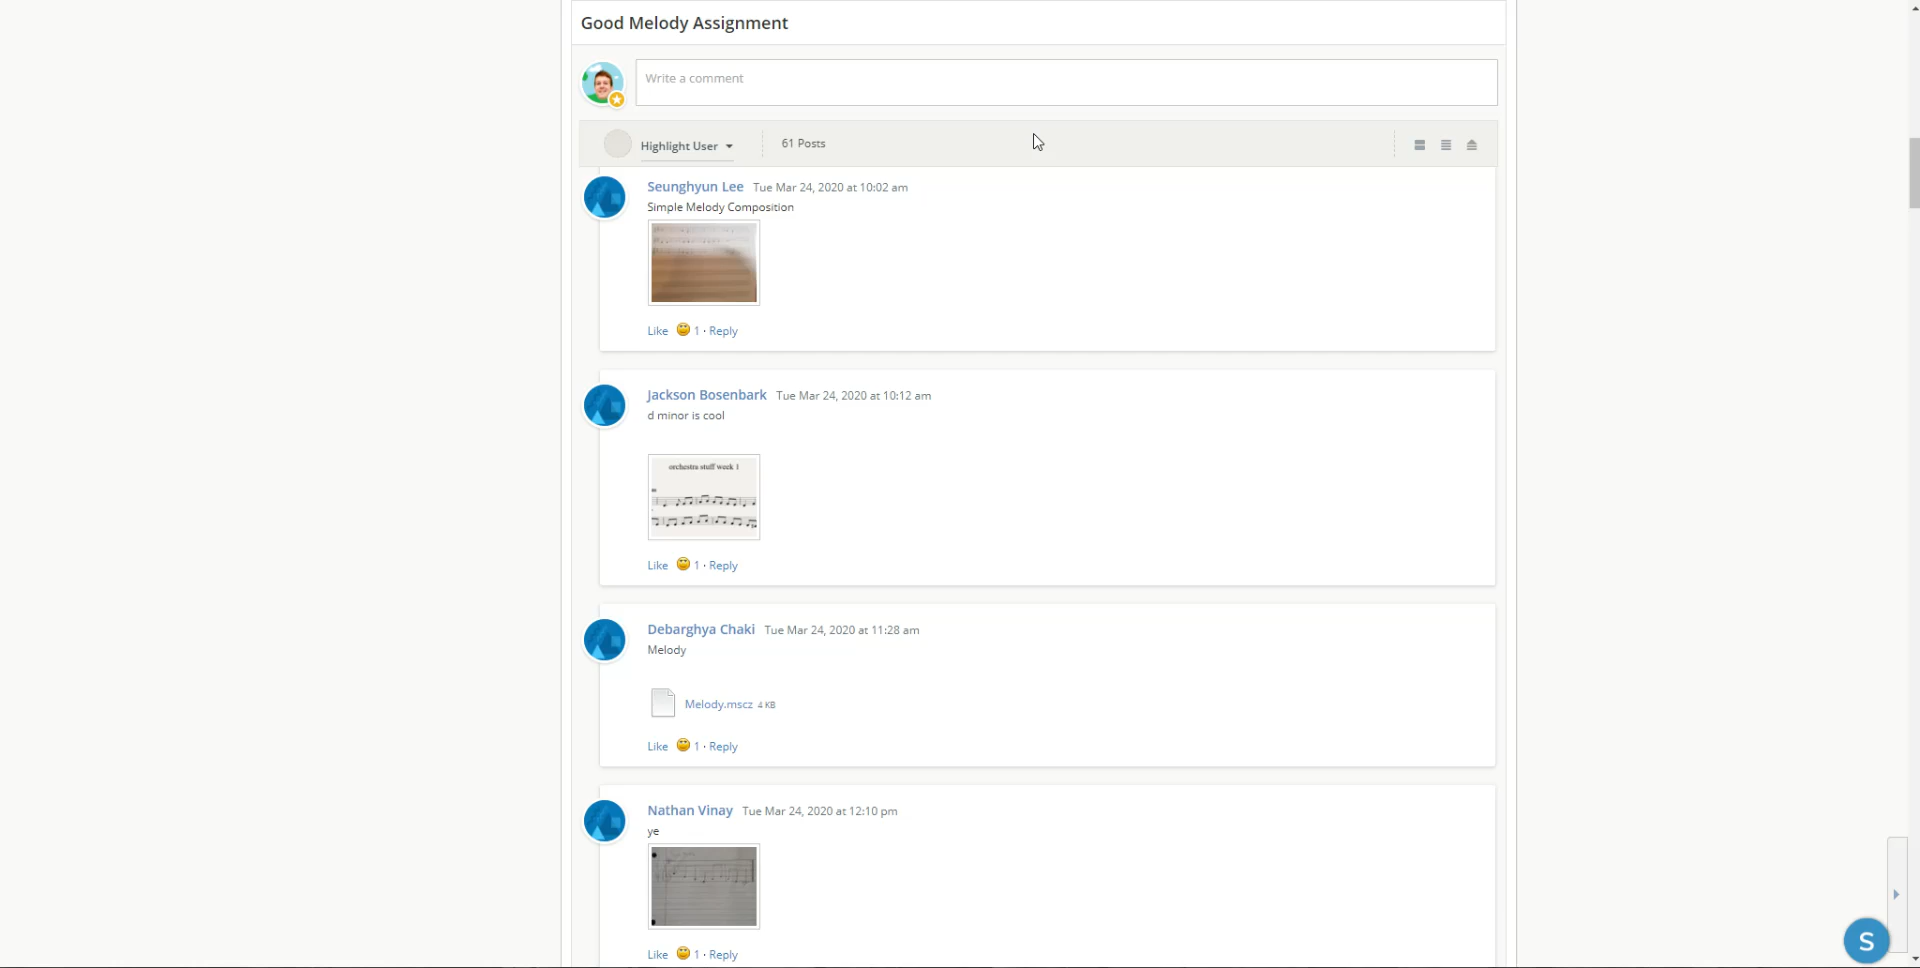 Good Melody Assignment
Write a comment
Highlight User
61 Posts
Seunghyun Lee Tue Mar 24, 2020 at 10:02 am
Simple Melody Composition
Like 1 · Reply
Jackson Bosenbark Tue Mar 24, 2020 at 10:12 am
d minor is cool
orchestra stuff week 1
Like 1 · Reply
Debarghya Chaki Tue Mar 24, 2020 at 11:28 am
Melody
Melody.mscz 4 KB
Like 1 · Reply
Nathan Vinay Tue Mar 24, 2020 at 12:10 pm
ye
Like 1 · Reply
S